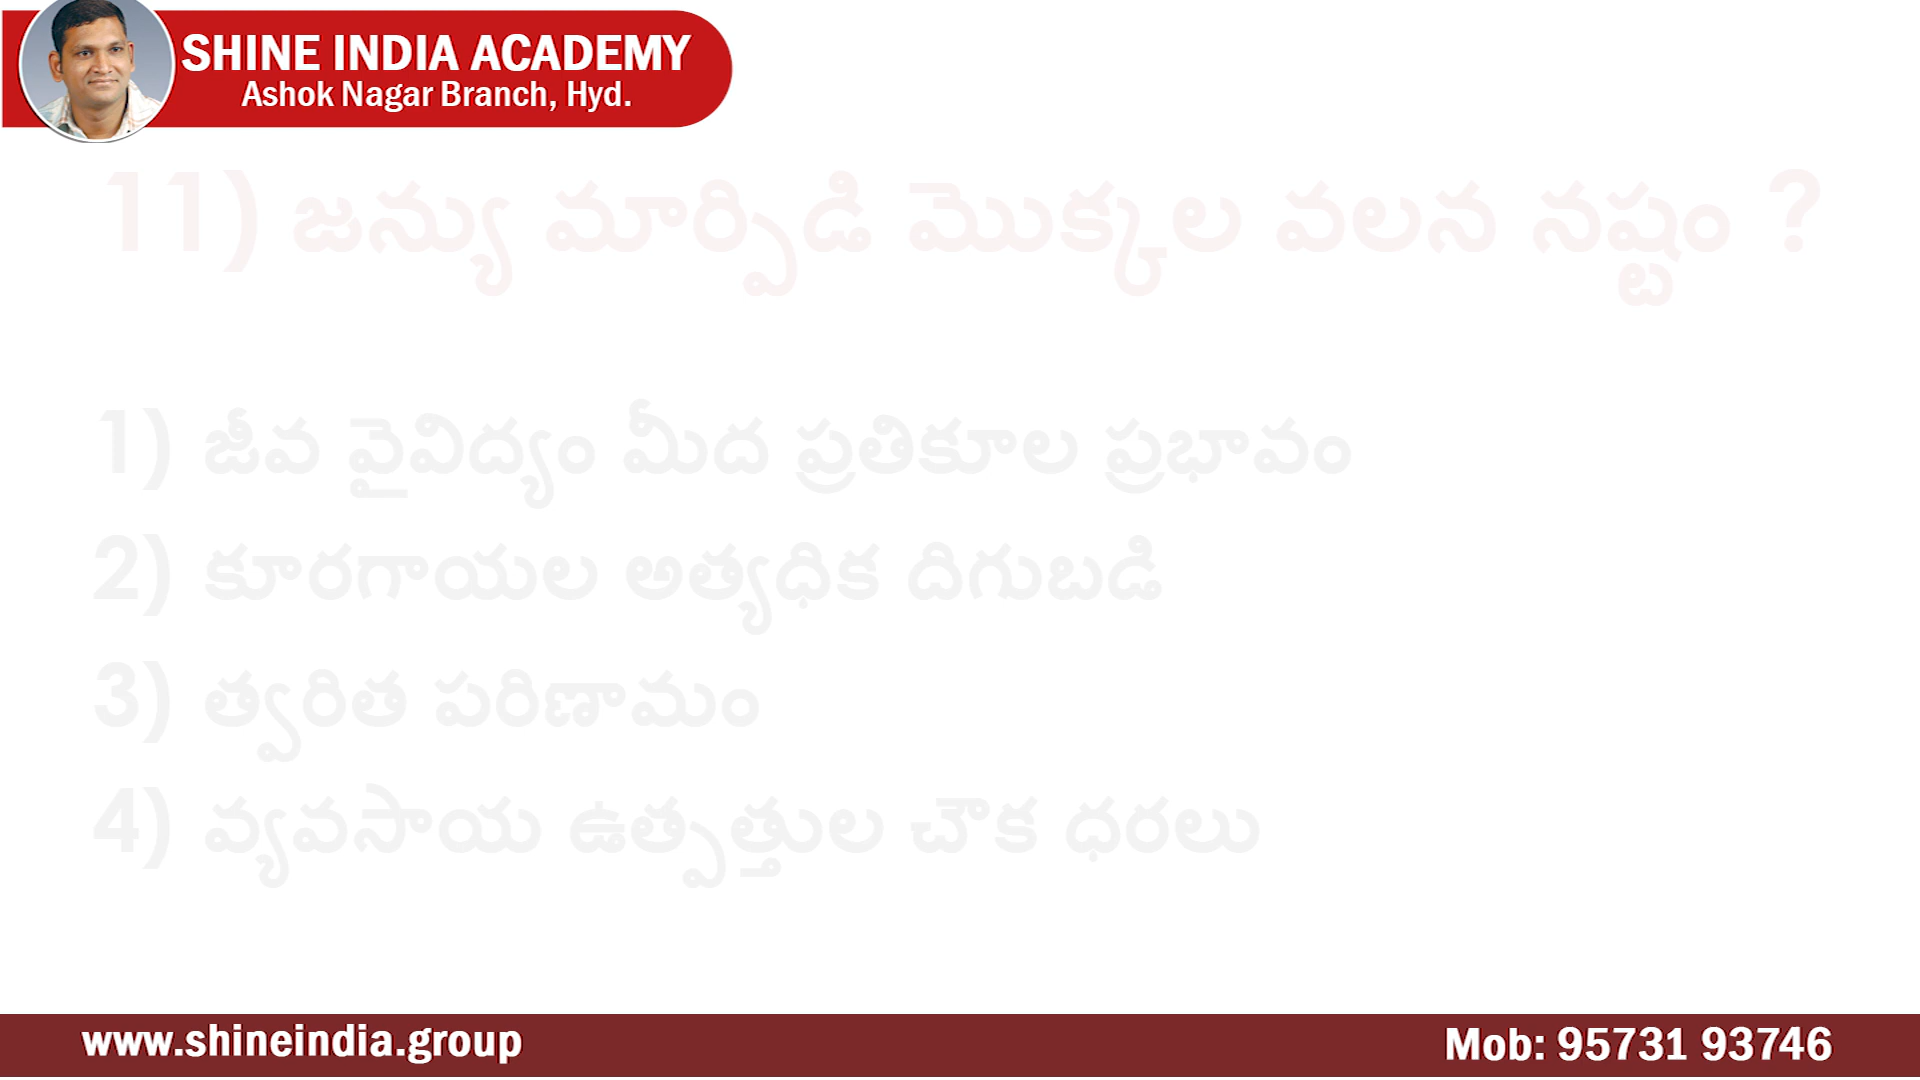 SHINE INDIA ACADEMY
Ashok Nagar Branch, Hyd.
11) జన్యు మార్పిడి మొక్కల వలన నష్టం ?
1) జీవ వైవిద్యం మీద ప్రతికూల ప్రభావం
2) కూరగాయల అత్యధిక దిగుబడి
3) త్వరిత పరిణామం
4) వ్యవసాయ ఉత్పత్తుల చౌక ధరలు
www.shineindia.group
Mob: 95731 93746